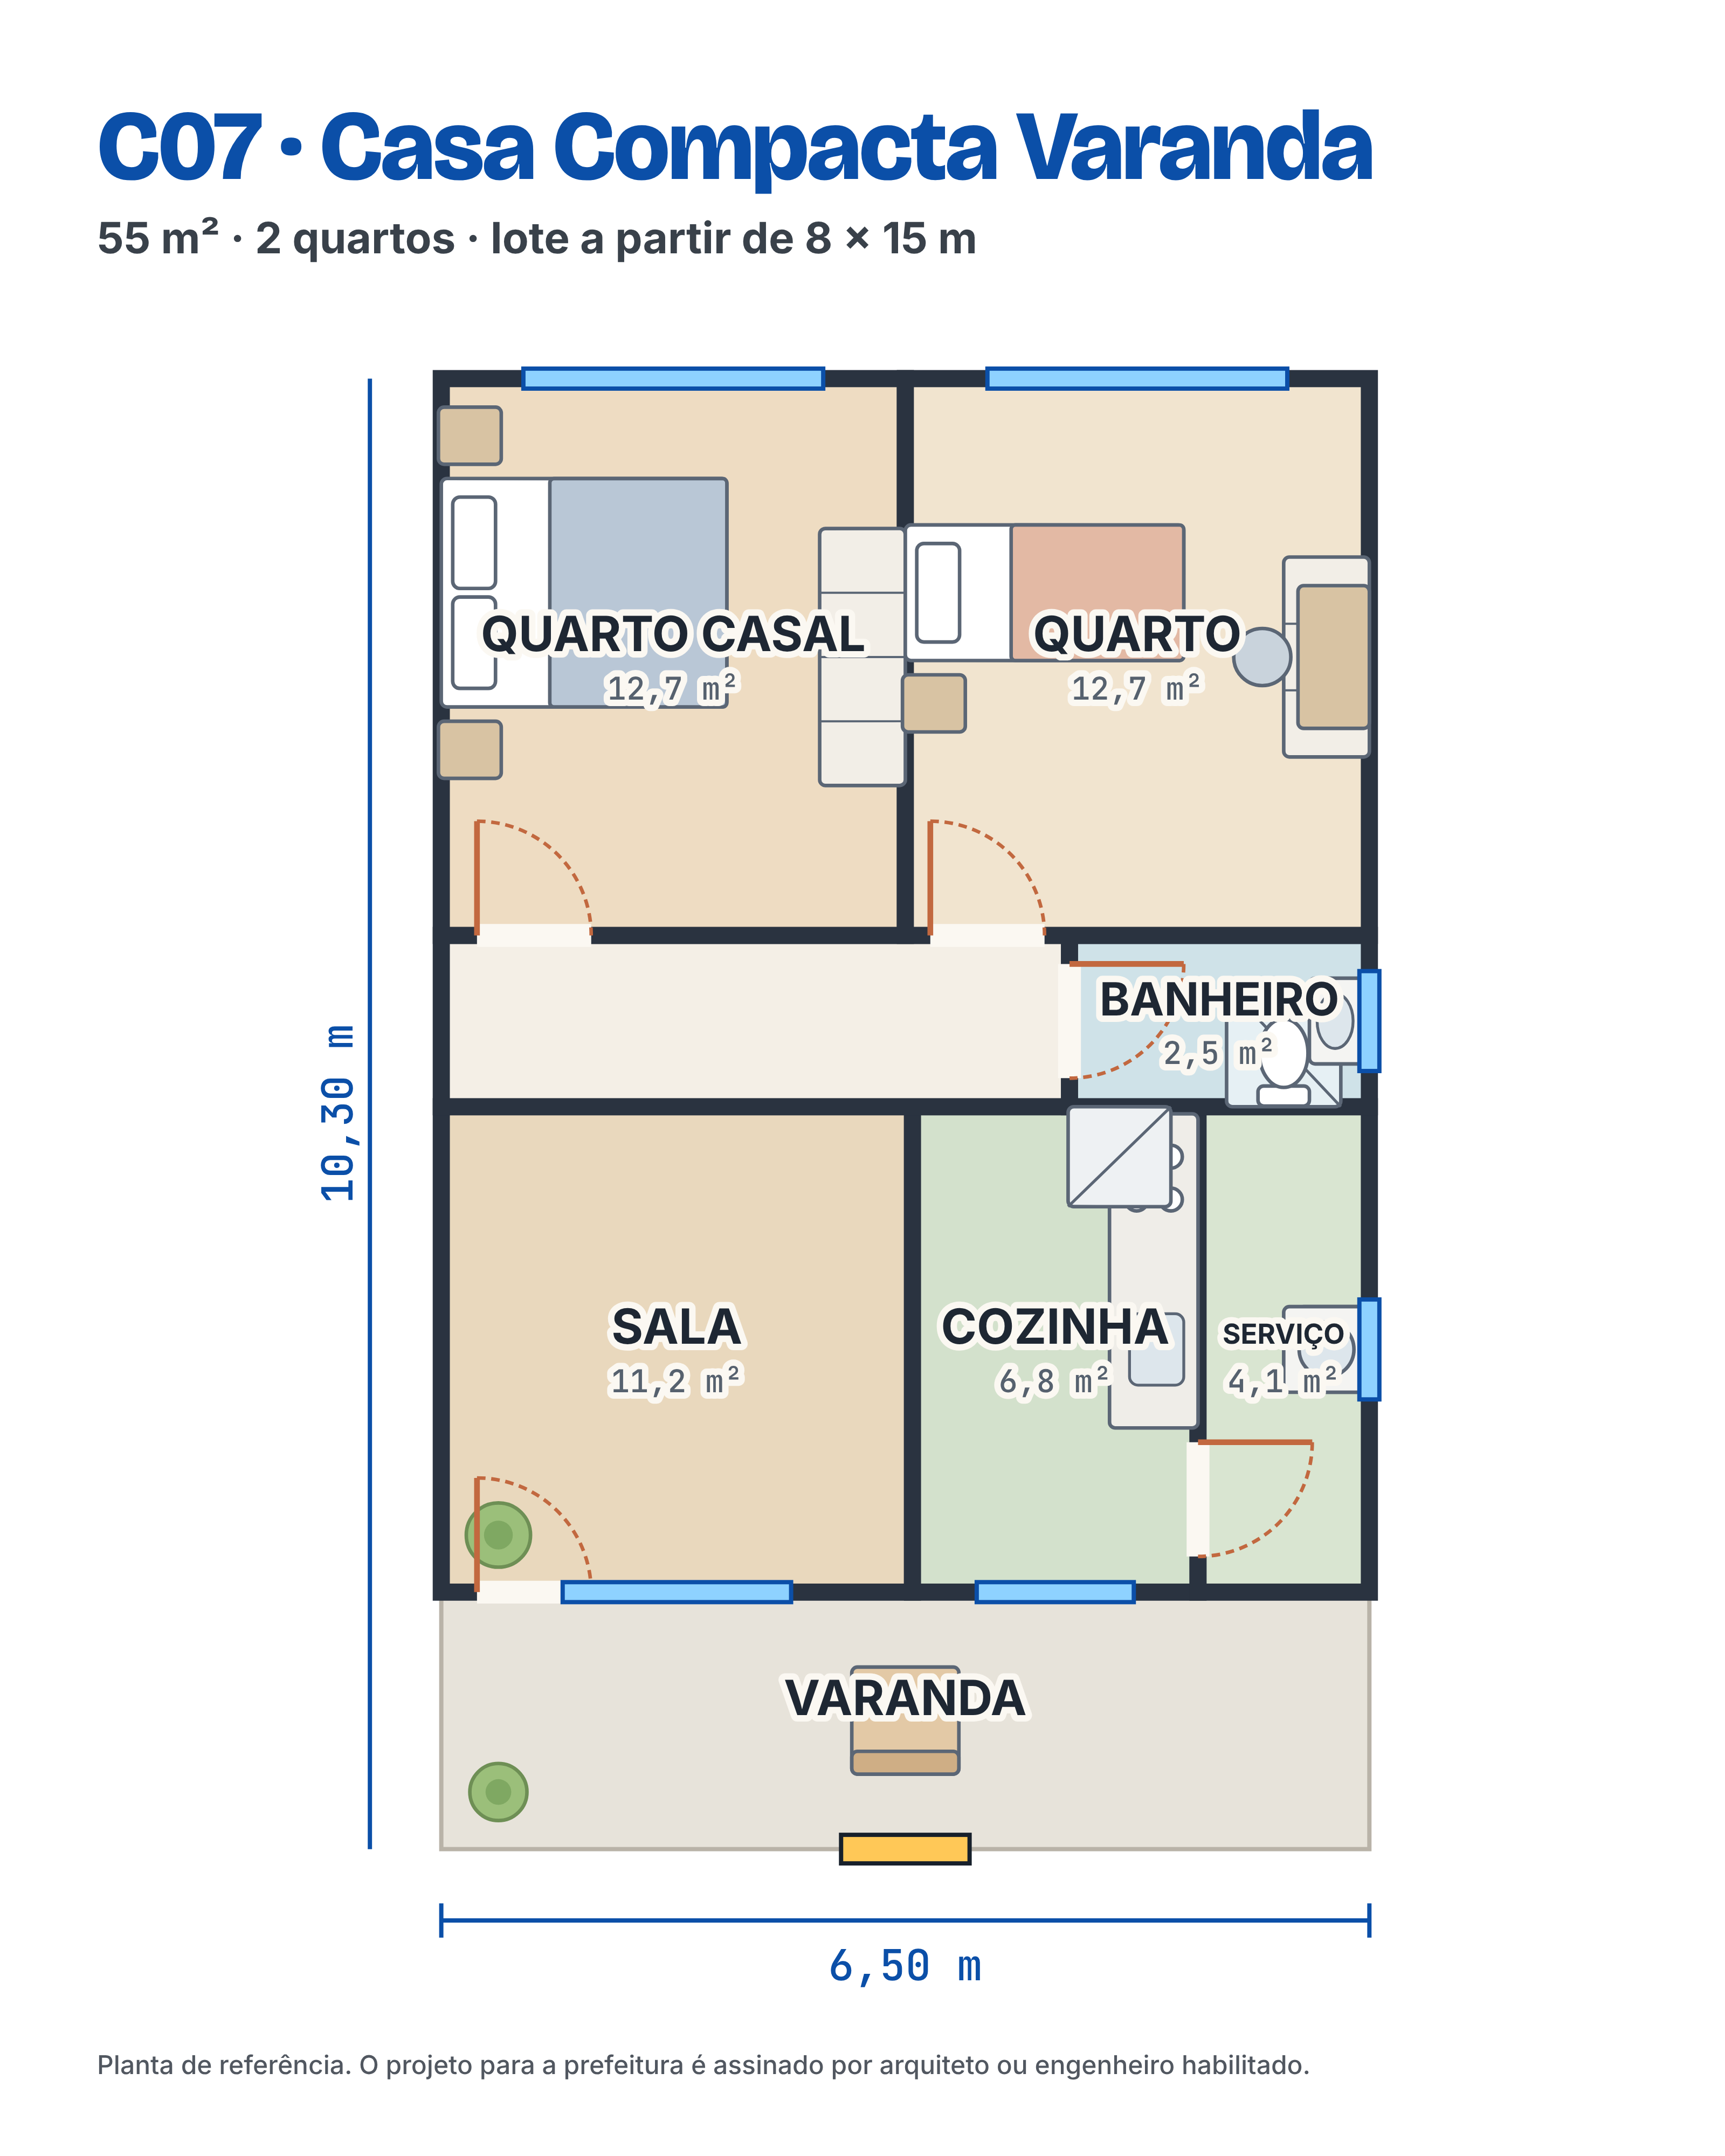 C07 · Casa Compacta Varanda
55 m² · 2 quartos · lote a partir de 8 × 15 m
QUARTO CASAL
12,7 m²
QUARTO
12,7 m²
BANHEIRO
2,5 m²
10,30 m
SALA
11,2 m²
COZINHA
6,8 m²
SERVIÇO
4,1 m²
VARANDA
6,50 m
Planta de referência. O projeto para a prefeitura é assinado por arquiteto ou engenheiro habilitado.